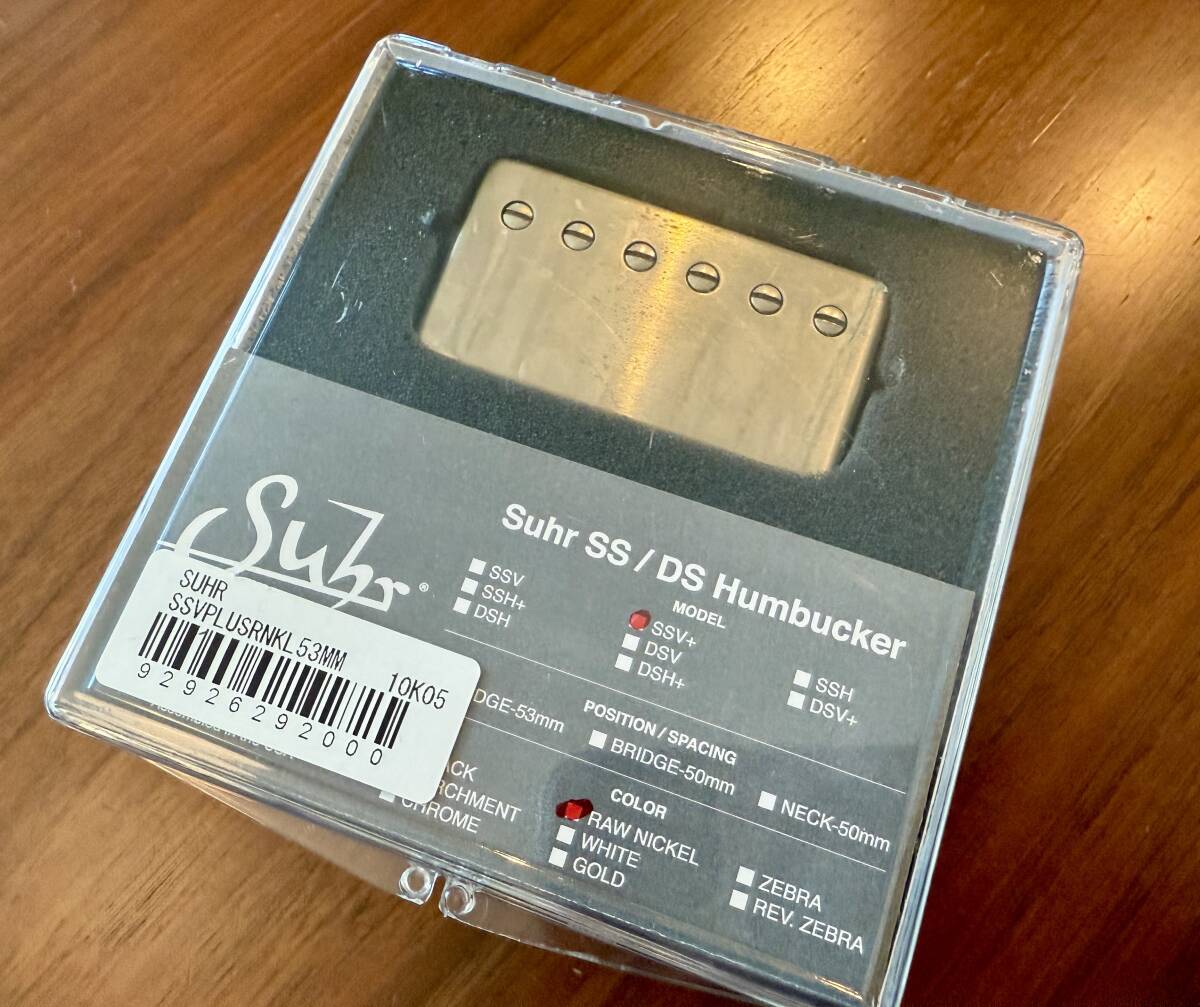 Suhr®
Suhr SS / DS Humbucker
MODEL
SSV
SSH+
DSH
SSV+
DSV
DSH+
SSH
DSV+
POSITION / SPACING
DGE-53mm
BRIDGE-50mm
NECK-50mm
COLOR
ACK
RCHMENT
CHROME
RAW NICKEL
WHITE
GOLD
ZEBRA
REV. ZEBRA
SUHR
SSVPLUSRNKL53MM
10K05
92926292000